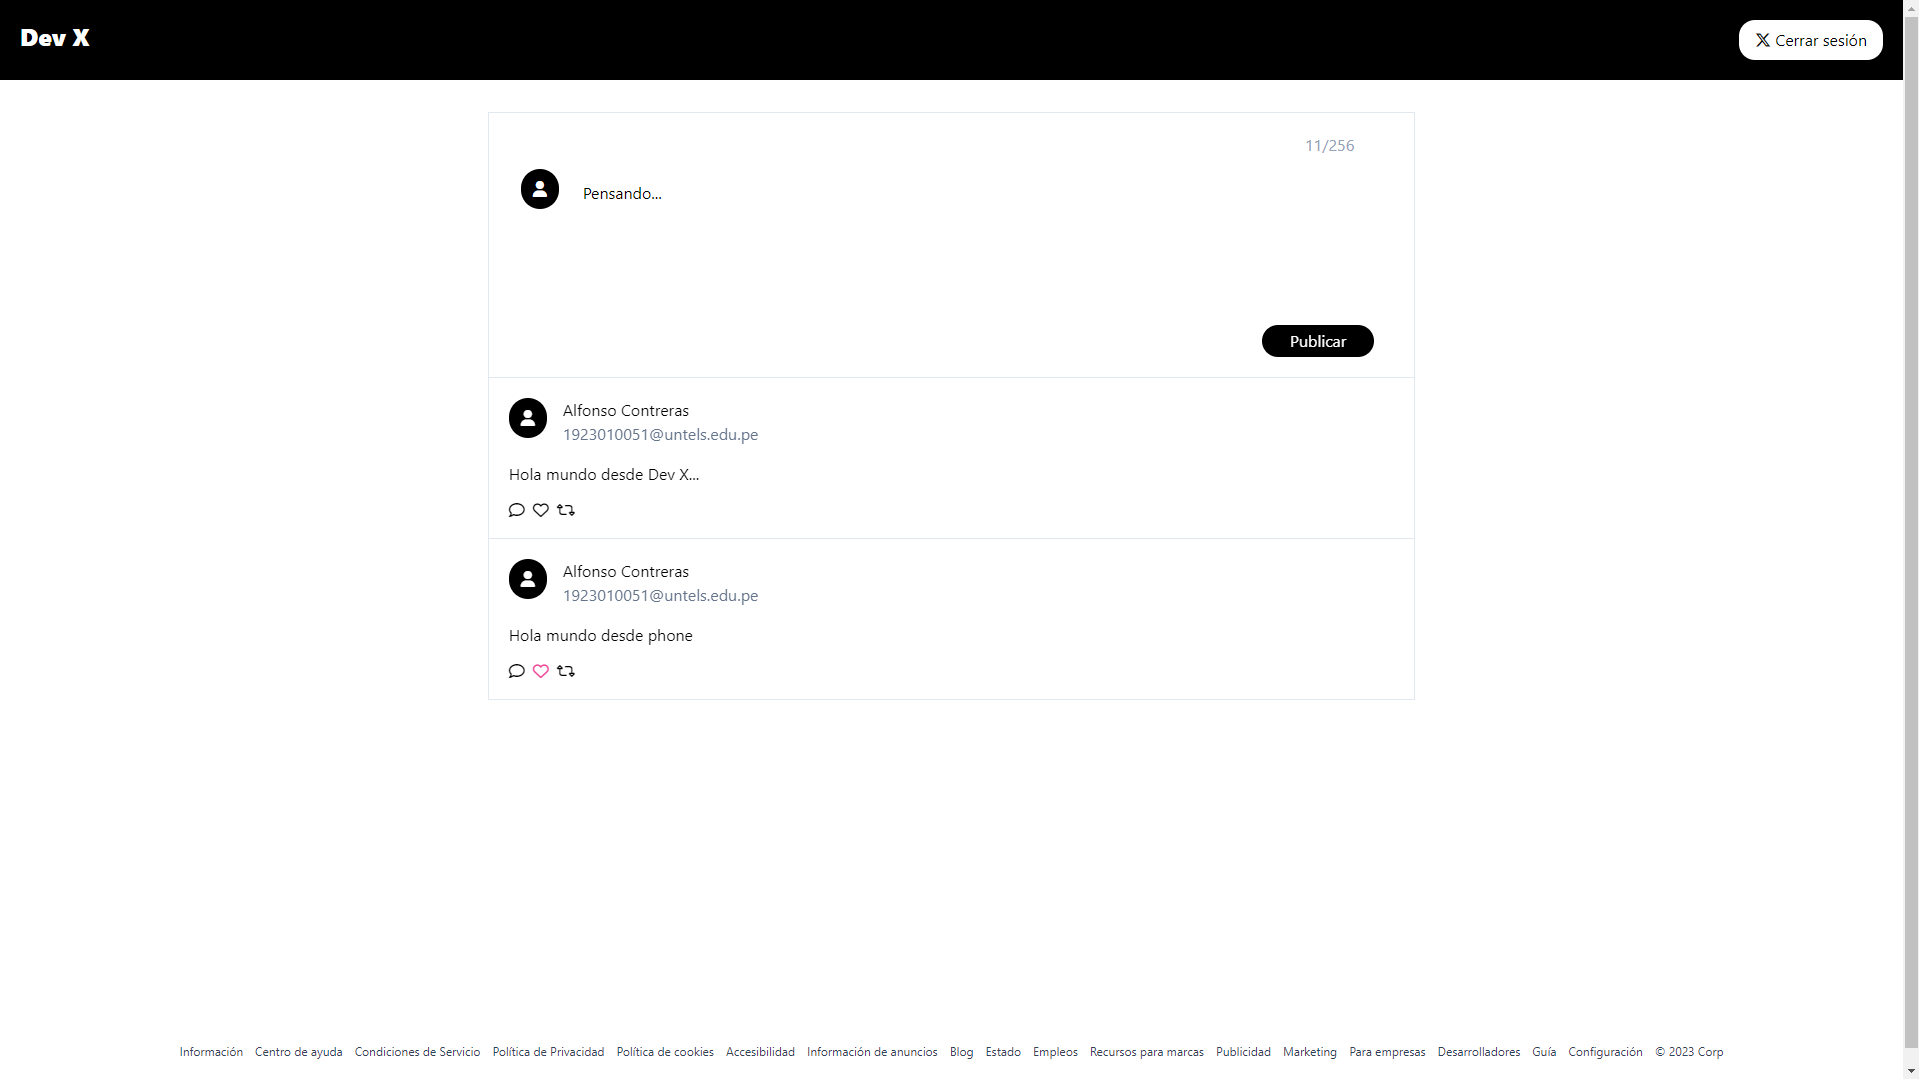 Dev X
Cerrar sesión
11/256
Pensando...
Publicar
Alfonso Contreras
1923010051@untels.edu.pe
Hola mundo desde Dev X...
Alfonso Contreras
1923010051@untels.edu.pe
Hola mundo desde phone
Información Centro de ayuda Condiciones de Servicio Política de Privacidad Política de cookies Accesibilidad Información de anuncios Blog Estado Empleos Recursos para marcas Publicidad Marketing Para empresas Desarrolladores Guía Configuración © 2023 Corp